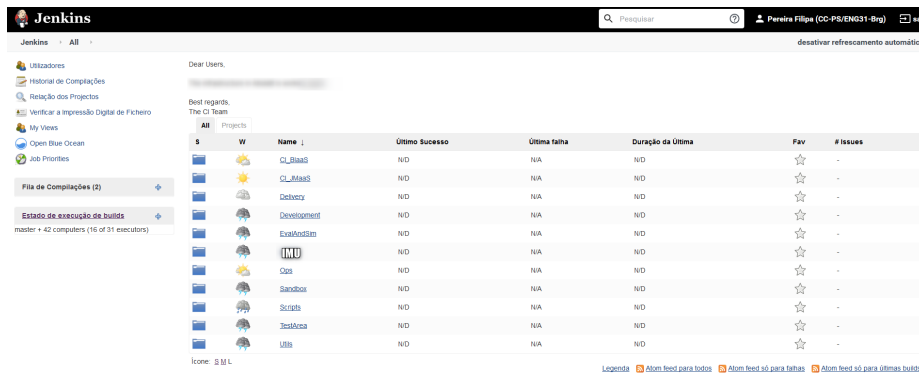 Jenkins
Pesquisar
Pereira Filipa (CC-PS/ENG31-Brg)
Jenkins
All
desativar refrescamento automátic
Utilizadores
Historial de Compilações
Relação dos Projectos
Verificar a Impressão Digital de Ficheiro
My Views
Open Blue Ocean
Job Priorities
Fila de Compilações (2)
Estado de execução de builds
master + 42 computers (16 of 31 executors)
Dear Users,
Best regards,
The CI Team
All Projects
S W Name ↓ Último Sucesso Última falha Duração da Última Fav # Issues
CI_BIaaS N/D N/A N/D -
CI_JMaaS N/D N/A N/D -
Delivery N/D N/A N/D -
Development N/D N/A N/D -
EvalAndSim N/D N/A N/D -
IMU N/D N/A N/D -
Ops N/D N/A N/D -
Sandbox N/D N/A N/D -
Scripts N/D N/A N/D -
TestArea N/D N/A N/D -
Utils N/D N/A N/D -
Ícone: S M L
Legenda Atom feed para todos Atom feed só para falhas Atom feed só para últimas builds